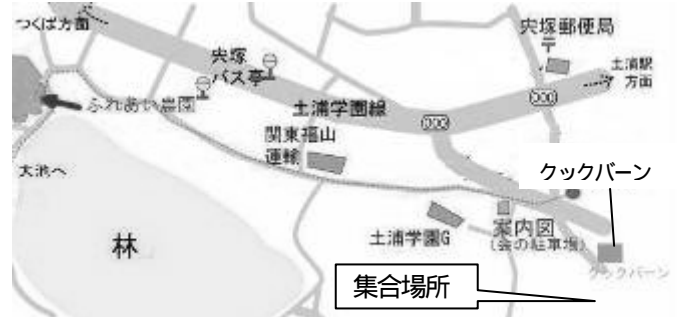 つくば方面
宍塚郵便局
〒
土浦駅
方面
宍塚
バス亭
ふれあい農園
土浦学園線
関東福山
運輸
大池へ
クックバーン
林
土浦学園G
案内図
(会の駐車場)
クックバーン
集合場所